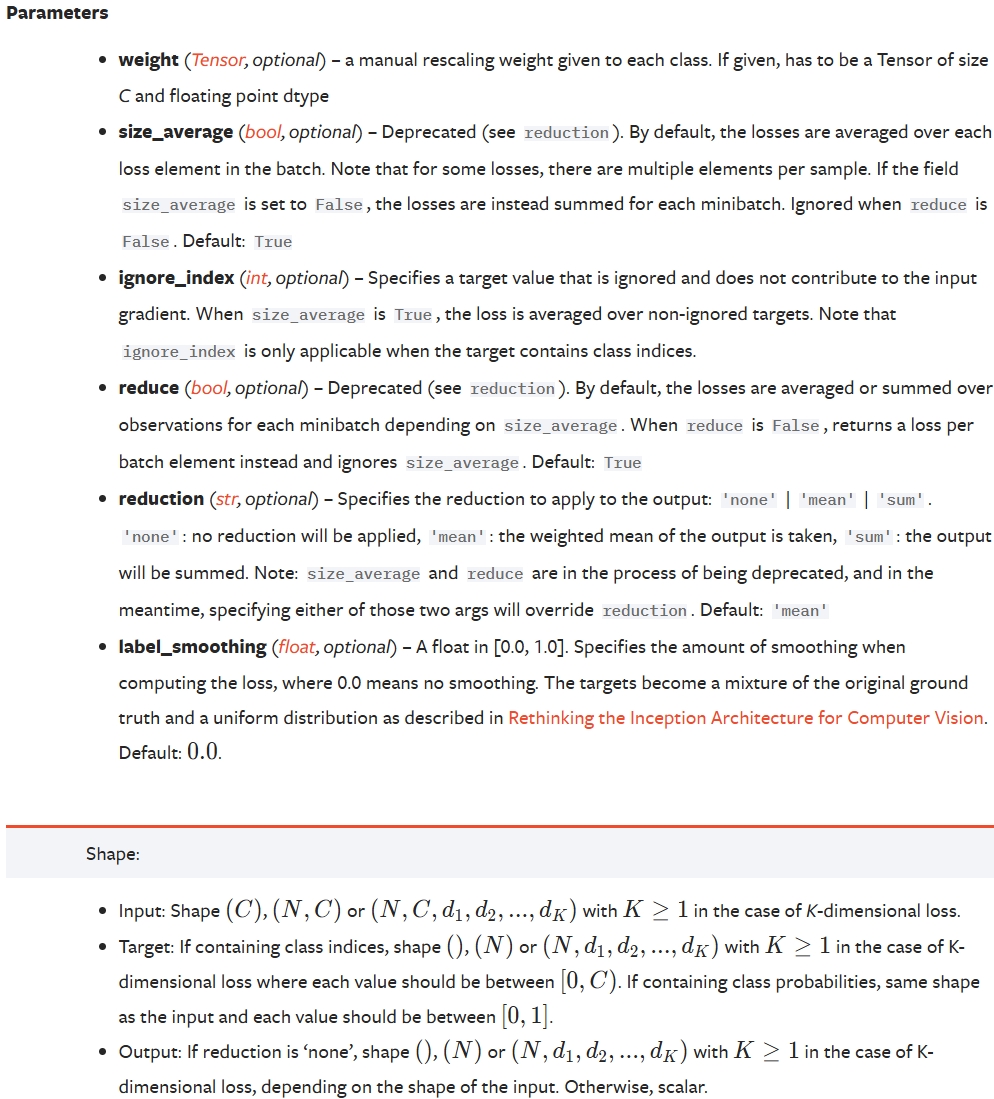 Parameters
• weight (Tensor, optional) – a manual rescaling weight given to each class. If given, has to be a Tensor of size
C and floating point dtype
• size_average (bool, optional) – Deprecated (see reduction). By default, the losses are averaged over each
loss element in the batch. Note that for some losses, there are multiple elements per sample. If the field
size_average is set to False, the losses are instead summed for each minibatch. Ignored when reduce is
False. Default: True
• ignore_index (int, optional) – Specifies a target value that is ignored and does not contribute to the input
gradient. When size_average is True, the loss is averaged over non-ignored targets. Note that
ignore_index is only applicable when the target contains class indices.
• reduce (bool, optional) – Deprecated (see reduction). By default, the losses are averaged or summed over
observations for each minibatch depending on size_average. When reduce is False, returns a loss per
batch element instead and ignores size_average. Default: True
• reduction (str, optional) – Specifies the reduction to apply to the output: 'none' | 'mean' | 'sum'.
'none': no reduction will be applied, 'mean': the weighted mean of the output is taken, 'sum': the output
will be summed. Note: size_average and reduce are in the process of being deprecated, and in the
meantime, specifying either of those two args will override reduction. Default: 'mean'
• label_smoothing (float, optional) – A float in [0.0, 1.0]. Specifies the amount of smoothing when
computing the loss, where 0.0 means no smoothing. The targets become a mixture of the original ground
truth and a uniform distribution as described in Rethinking the Inception Architecture for Computer Vision.
Default: 0.0.
Shape:
• Input: Shape (C), (N, C) or (N, C, d₁, d₂, ..., d_K) with K ≥ 1 in the case of K-dimensional loss.
• Target: If containing class indices, shape (), (N) or (N, d₁, d₂, ..., d_K) with K ≥ 1 in the case of K-
dimensional loss where each value should be between [0, C). If containing class probabilities, same shape
as the input and each value should be between [0, 1].
• Output: If reduction is ‘none’, shape (), (N) or (N, d₁, d₂, ..., d_K) with K ≥ 1 in the case of K-
dimensional loss, depending on the shape of the input. Otherwise, scalar.